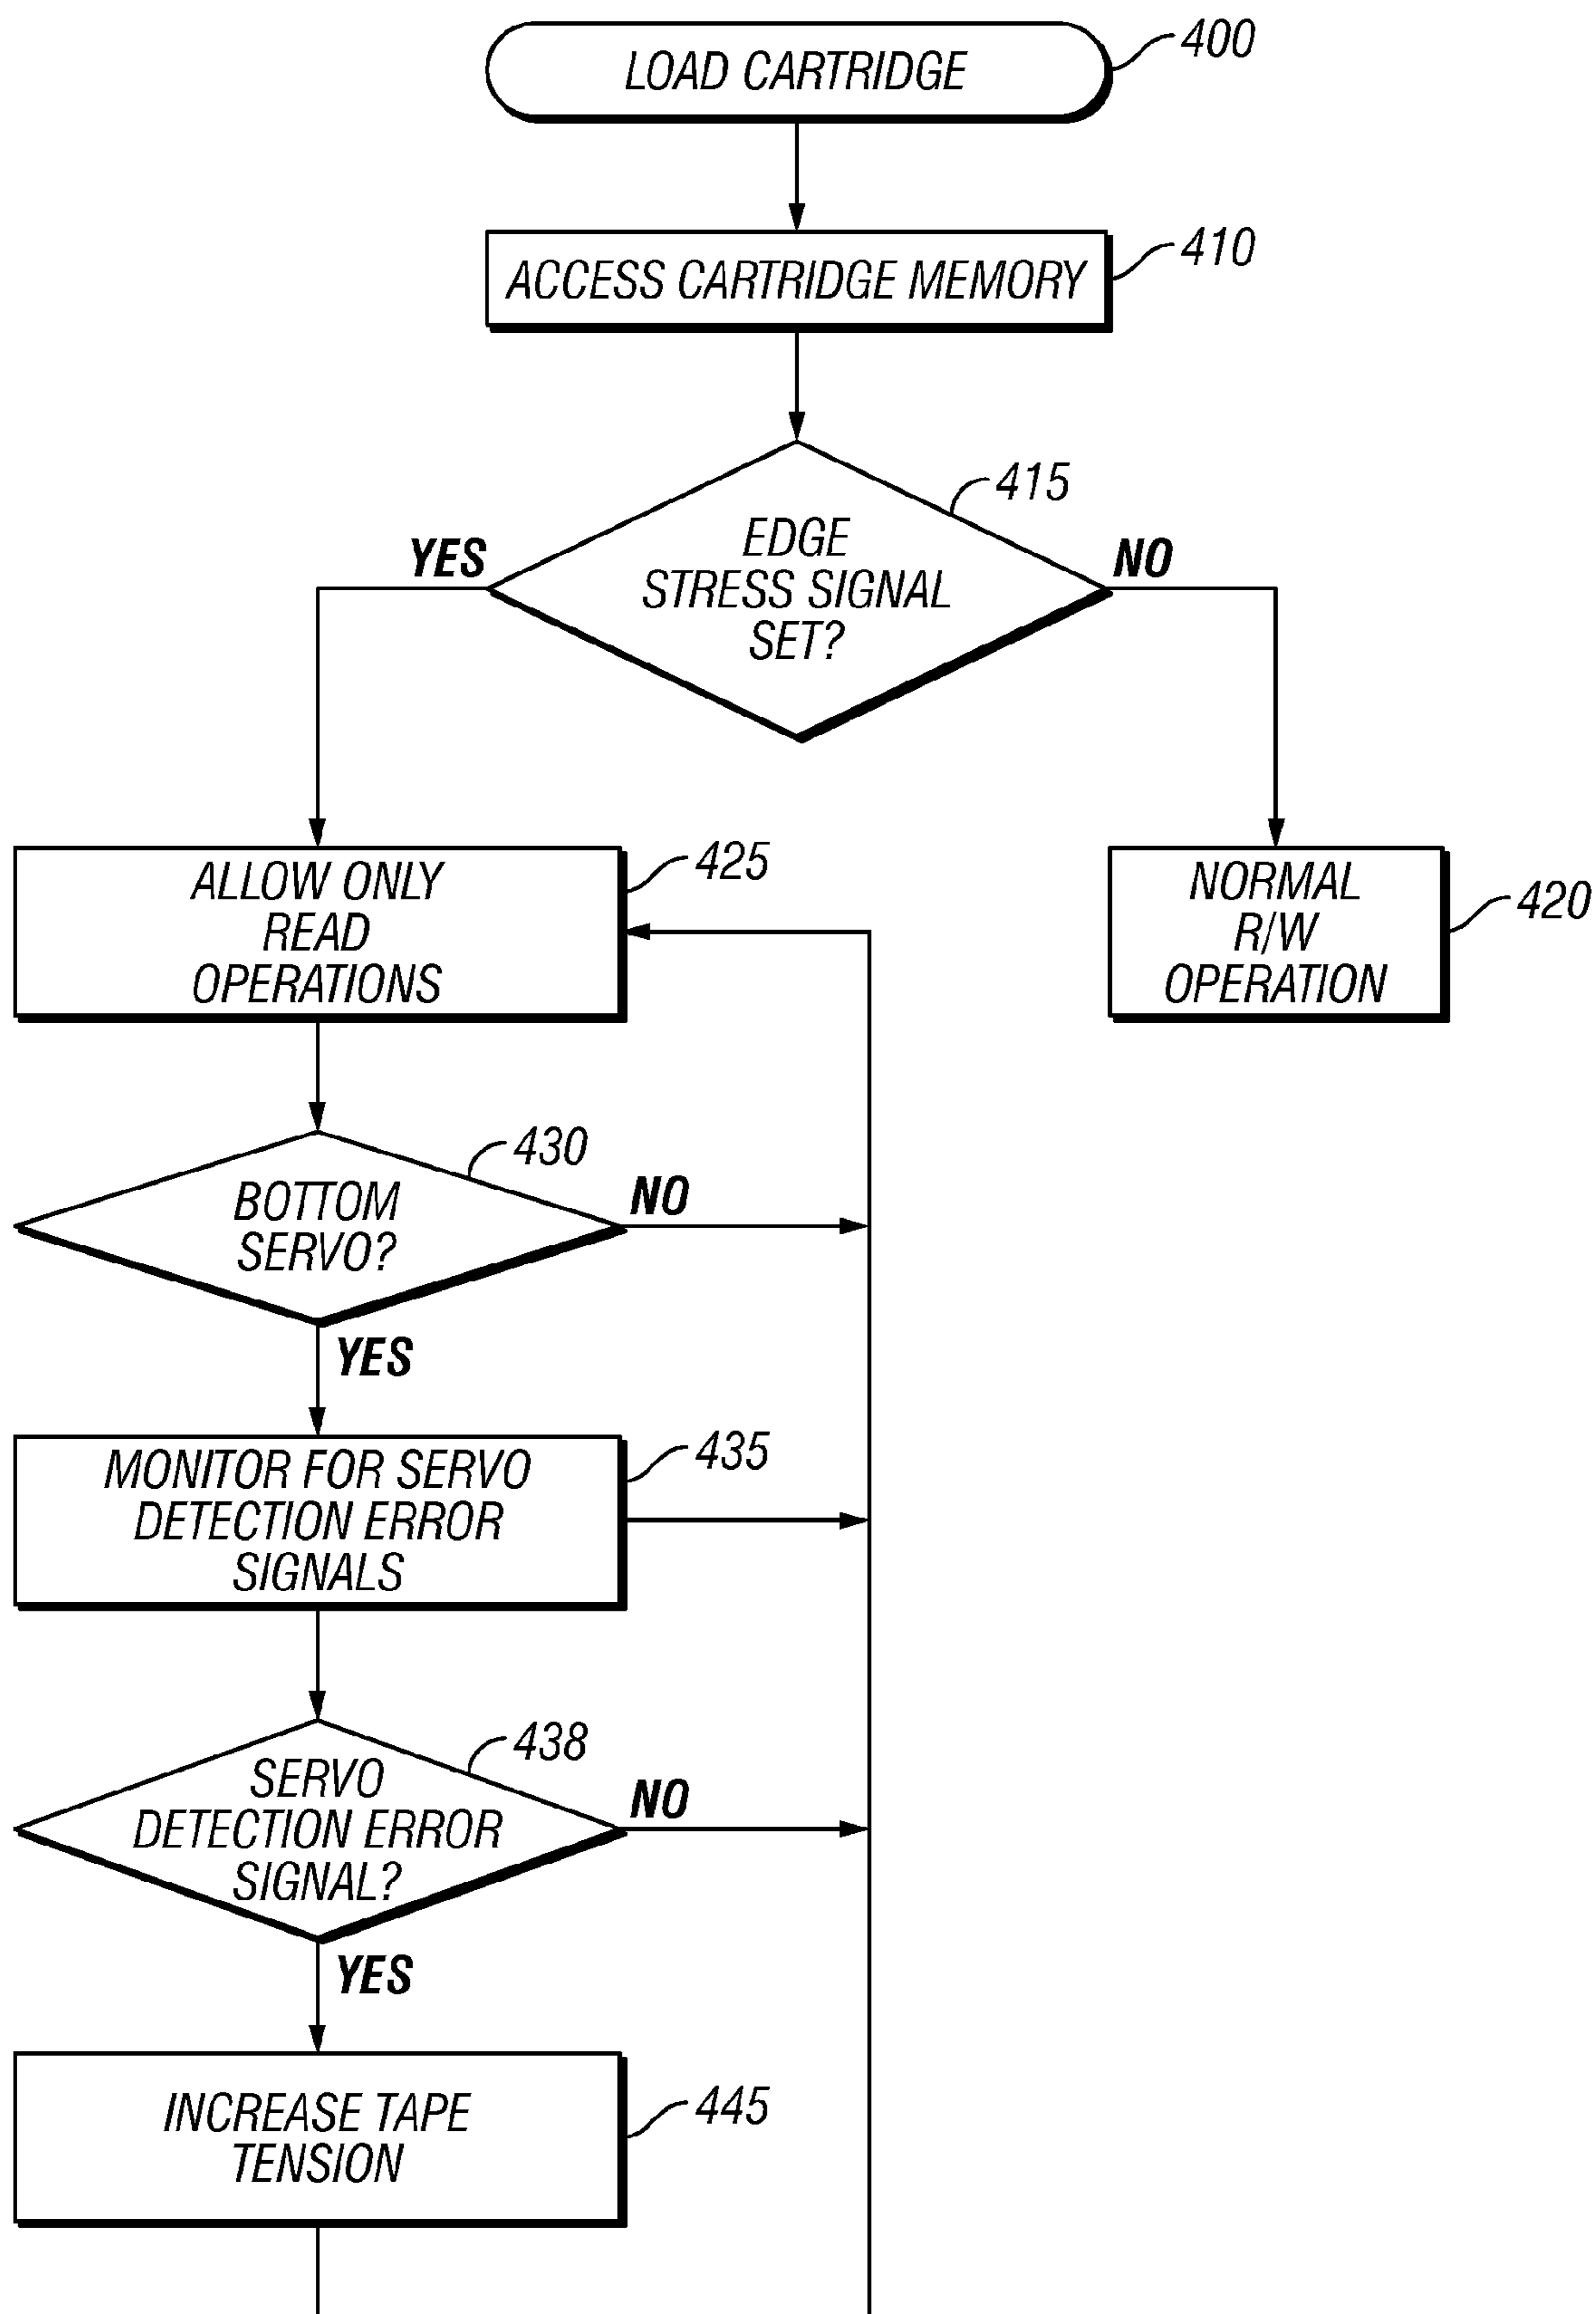 LOAD CARTRIDGE
400
ACCESS CARTRIDGE MEMORY
410
415
EDGE
STRESS SIGNAL
SET?
YES
NO
ALLOW ONLY
READ
OPERATIONS
425
NORMAL
R/W
OPERATION
420
430
BOTTOM
SERVO?
NO
YES
MONITOR FOR SERVO
DETECTION ERROR
SIGNALS
435
438
SERVO
DETECTION ERROR
SIGNAL?
NO
YES
INCREASE TAPE
TENSION
445